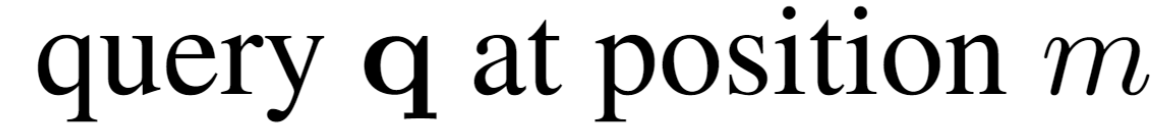 query q at position m